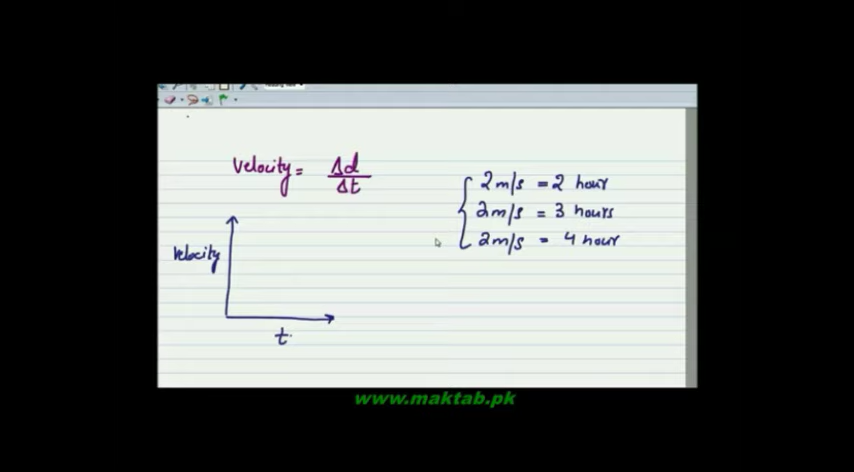 Velocity = Δd
Δt
2m/s = 2 hour
2m/s = 3 hours
2m/s = 4 hour
Velocity
t
www.maktab.pk